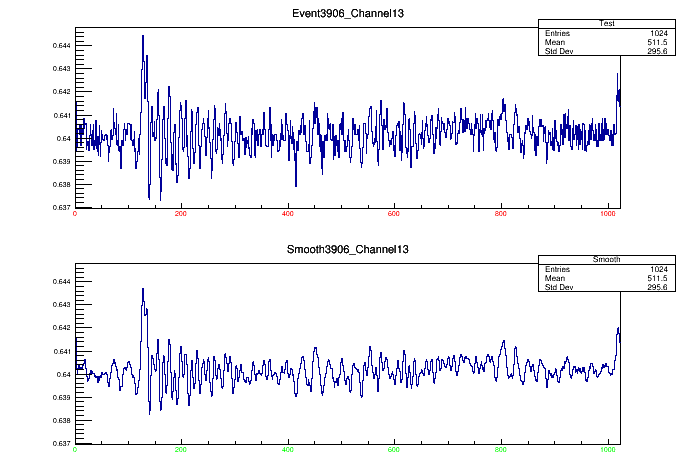 Event3906_Channel13
Test
Entries 1024
Mean 511.5
Std Dev 295.6
0.644
0.643
0.642
0.641
0.64
0.639
0.638
0.637
0 200 400 600 800 1000
Smooth3906_Channel13
Smooth
Entries 1024
Mean 511.5
Std Dev 295.6
0.644
0.643
0.642
0.641
0.64
0.639
0.638
0.637
0 200 400 600 800 1000